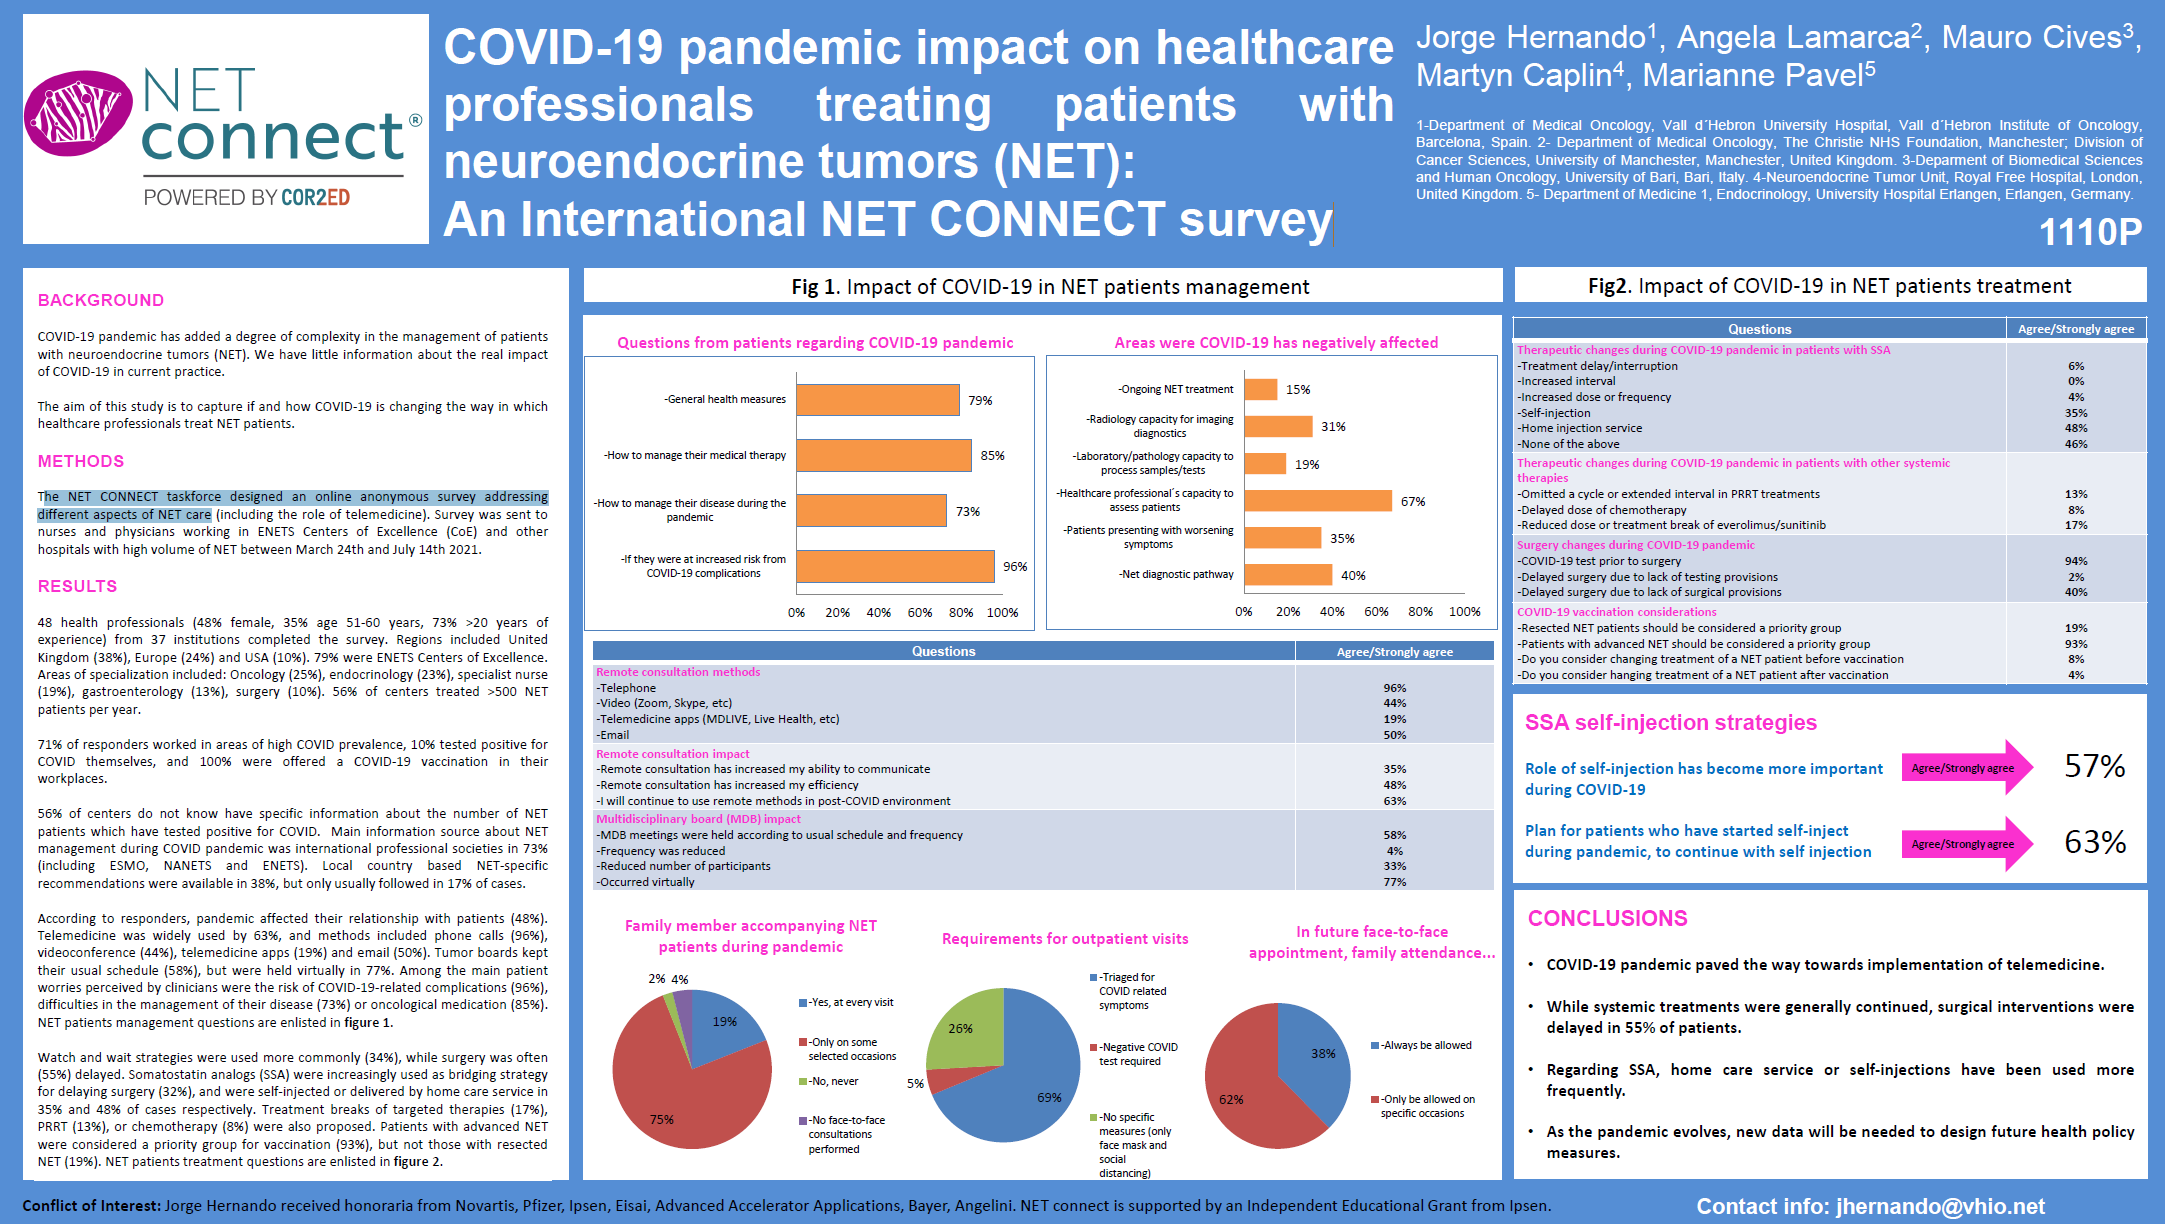 NET
connect®
POWERED BY COR2ED
COVID-19 pandemic impact on healthcare
professionals treating patients with
neuroendocrine tumors (NET):
An International NET CONNECT survey
Jorge Hernando1, Angela Lamarca2, Mauro Cives3,
Martyn Caplin4, Marianne Pavel5
1-Department of Medical Oncology, Vall d´Hebron University Hospital, Vall d´Hebron Institute of Oncology,
Barcelona, Spain. 2- Department of Medical Oncology, The Christie NHS Foundation, Manchester; Division of
Cancer Sciences, University of Manchester, Manchester, United Kingdom. 3-Deparment of Biomedical Sciences
and Human Oncology, University of Bari, Bari, Italy. 4-Neuroendocrine Tumor Unit, Royal Free Hospital, London,
United Kingdom. 5- Department of Medicine 1, Endocrinology, University Hospital Erlangen, Erlangen, Germany.
1110P
BACKGROUND
COVID-19 pandemic has added a degree of complexity in the management of patients
with neuroendocrine tumors (NET). We have little information about the real impact
of COVID-19 in current practice.
The aim of this study is to capture if and how COVID-19 is changing the way in which
healthcare professionals treat NET patients.
METHODS
The NET CONNECT taskforce designed an online anonymous survey addressing
different aspects of NET care (including the role of telemedicine). Survey was sent to
nurses and physicians working in ENETS Centers of Excellence (CoE) and other
hospitals with high volume of NET between March 24th and July 14th 2021.
RESULTS
48 health professionals (48% female, 35% age 51-60 years, 73% >20 years of
experience) from 37 institutions completed the survey. Regions included United
Kingdom (38%), Europe (24%) and USA (10%). 79% were ENETS Centers of Excellence.
Areas of specialization included: Oncology (25%), endocrinology (23%), specialist nurse
(19%), gastroenterology (13%), surgery (10%). 56% of centers treated >500 NET
patients per year.
71% of responders worked in areas of high COVID prevalence, 10% tested positive for
COVID themselves, and 100% were offered a COVID-19 vaccination in their
workplaces.
56% of centers do not know have specific information about the number of NET
patients which have tested positive for COVID. Main information source about NET
management during COVID pandemic was international professional societies in 73%
(including ESMO, NANETS and ENETS). Local country based NET-specific
recommendations were available in 38%, but only usually followed in 17% of cases.
According to responders, pandemic affected their relationship with patients (48%).
Telemedicine was widely used by 63%, and methods included phone calls (96%),
videoconference (44%), telemedicine apps (19%) and email (50%). Tumor boards kept
their usual schedule (58%), but were held virtually in 77%. Among the main patient
worries perceived by clinicians were the risk of COVID-19-related complications (96%),
difficulties in the management of their disease (73%) or oncological medication (85%).
NET patients management questions are enlisted in figure 1.
Watch and wait strategies were used more commonly (34%), while surgery was often
(55%) delayed. Somatostatin analogs (SSA) were increasingly used as bridging strategy
for delaying surgery (32%), and were self-injected or delivered by home care service in
35% and 48% of cases respectively. Treatment breaks of targeted therapies (17%),
PRRT (13%), or chemotherapy (8%) were also proposed. Patients with advanced NET
were considered a priority group for vaccination (93%), but not those with resected
NET (19%). NET patients treatment questions are enlisted in figure 2.
Fig 1. Impact of COVID-19 in NET patients management
Questions from patients regarding COVID-19 pandemic
-General health measures
79%
-How to manage their medical therapy
85%
-How to manage their disease during the
pandemic
73%
-If they were at increased risk from
COVID-19 complications
96%
0% 20% 40% 60% 80% 100%
Areas were COVID-19 has negatively affected
-Ongoing NET treatment
15%
-Radiology capacity for imaging
diagnostics
31%
-Laboratory/pathology capacity to
process samples/tests
19%
-Healthcare professional´s capacity to
assess patients
67%
-Patients presenting with worsening
symptoms
35%
-Net diagnostic pathway
40%
0% 20% 40% 60% 80% 100%
Questions Agree/Strongly agree
Remote consultation methods
-Telephone 96%
-Video (Zoom, Skype, etc) 44%
-Telemedicine apps (MDLIVE, Live Health, etc) 19%
-Email 50%
Remote consultation impact
-Remote consultation has increased my ability to communicate 35%
-Remote consultation has increased my efficiency 48%
-I will continue to use remote methods in post-COVID environment 63%
Multidisciplinary board (MDB) impact
-MDB meetings were held according to usual schedule and frequency 58%
-Frequency was reduced 4%
-Reduced number of participants 33%
-Occurred virtually 77%
Family member accompanying NET
patients during pandemic
2% 4%
19%
75%
-Yes, at every visit
-Only on some
selected occasions
-No, never
-No face-to-face
consultations
performed
Requirements for outpatient visits
26%
5%
69%
-Triaged for
COVID related
symptoms
-Negative COVID
test required
-No specific
measures (only
face mask and
social
distancing)
In future face-to-face
appointment, family attendance...
38%
62%
-Always be allowed
-Only be allowed on
specific occasions
Fig2. Impact of COVID-19 in NET patients treatment
Questions Agree/Strongly agree
Therapeutic changes during COVID-19 pandemic in patients with SSA
-Treatment delay/interruption 6%
-Increased interval 0%
-Increased dose or frequency 4%
-Self-injection 35%
-Home injection service 48%
-None of the above 46%
Therapeutic changes during COVID-19 pandemic in patients with other systemic
therapies
-Omitted a cycle or extended interval in PRRT treatments 13%
-Delayed dose of chemotherapy 8%
-Reduced dose or treatment break of everolimus/sunitinib 17%
Surgery changes during COVID-19 pandemic
-COVID-19 test prior to surgery 94%
-Delayed surgery due to lack of testing provisions 2%
-Delayed surgery due to lack of surgical provisions 40%
COVID-19 vaccination considerations
-Resected NET patients should be considered a priority group 19%
-Patients with advanced NET should be considered a priority group 93%
-Do you consider changing treatment of a NET patient before vaccination 8%
-Do you consider hanging treatment of a NET patient after vaccination 4%
SSA self-injection strategies
Role of self-injection has become more important
during COVID-19
Agree/Strongly agree
57%
Plan for patients who have started self-inject
during pandemic, to continue with self injection
Agree/Strongly agree
63%
CONCLUSIONS
• COVID-19 pandemic paved the way towards implementation of telemedicine.
• While systemic treatments were generally continued, surgical interventions were
delayed in 55% of patients.
• Regarding SSA, home care service or self-injections have been used more
frequently.
• As the pandemic evolves, new data will be needed to design future health policy
measures.
Conflict of Interest: Jorge Hernando received honoraria from Novartis, Pfizer, Ipsen, Eisai, Advanced Accelerator Applications, Bayer, Angelini. NET connect is supported by an Independent Educational Grant from Ipsen.
Contact info: jhernando@vhio.net